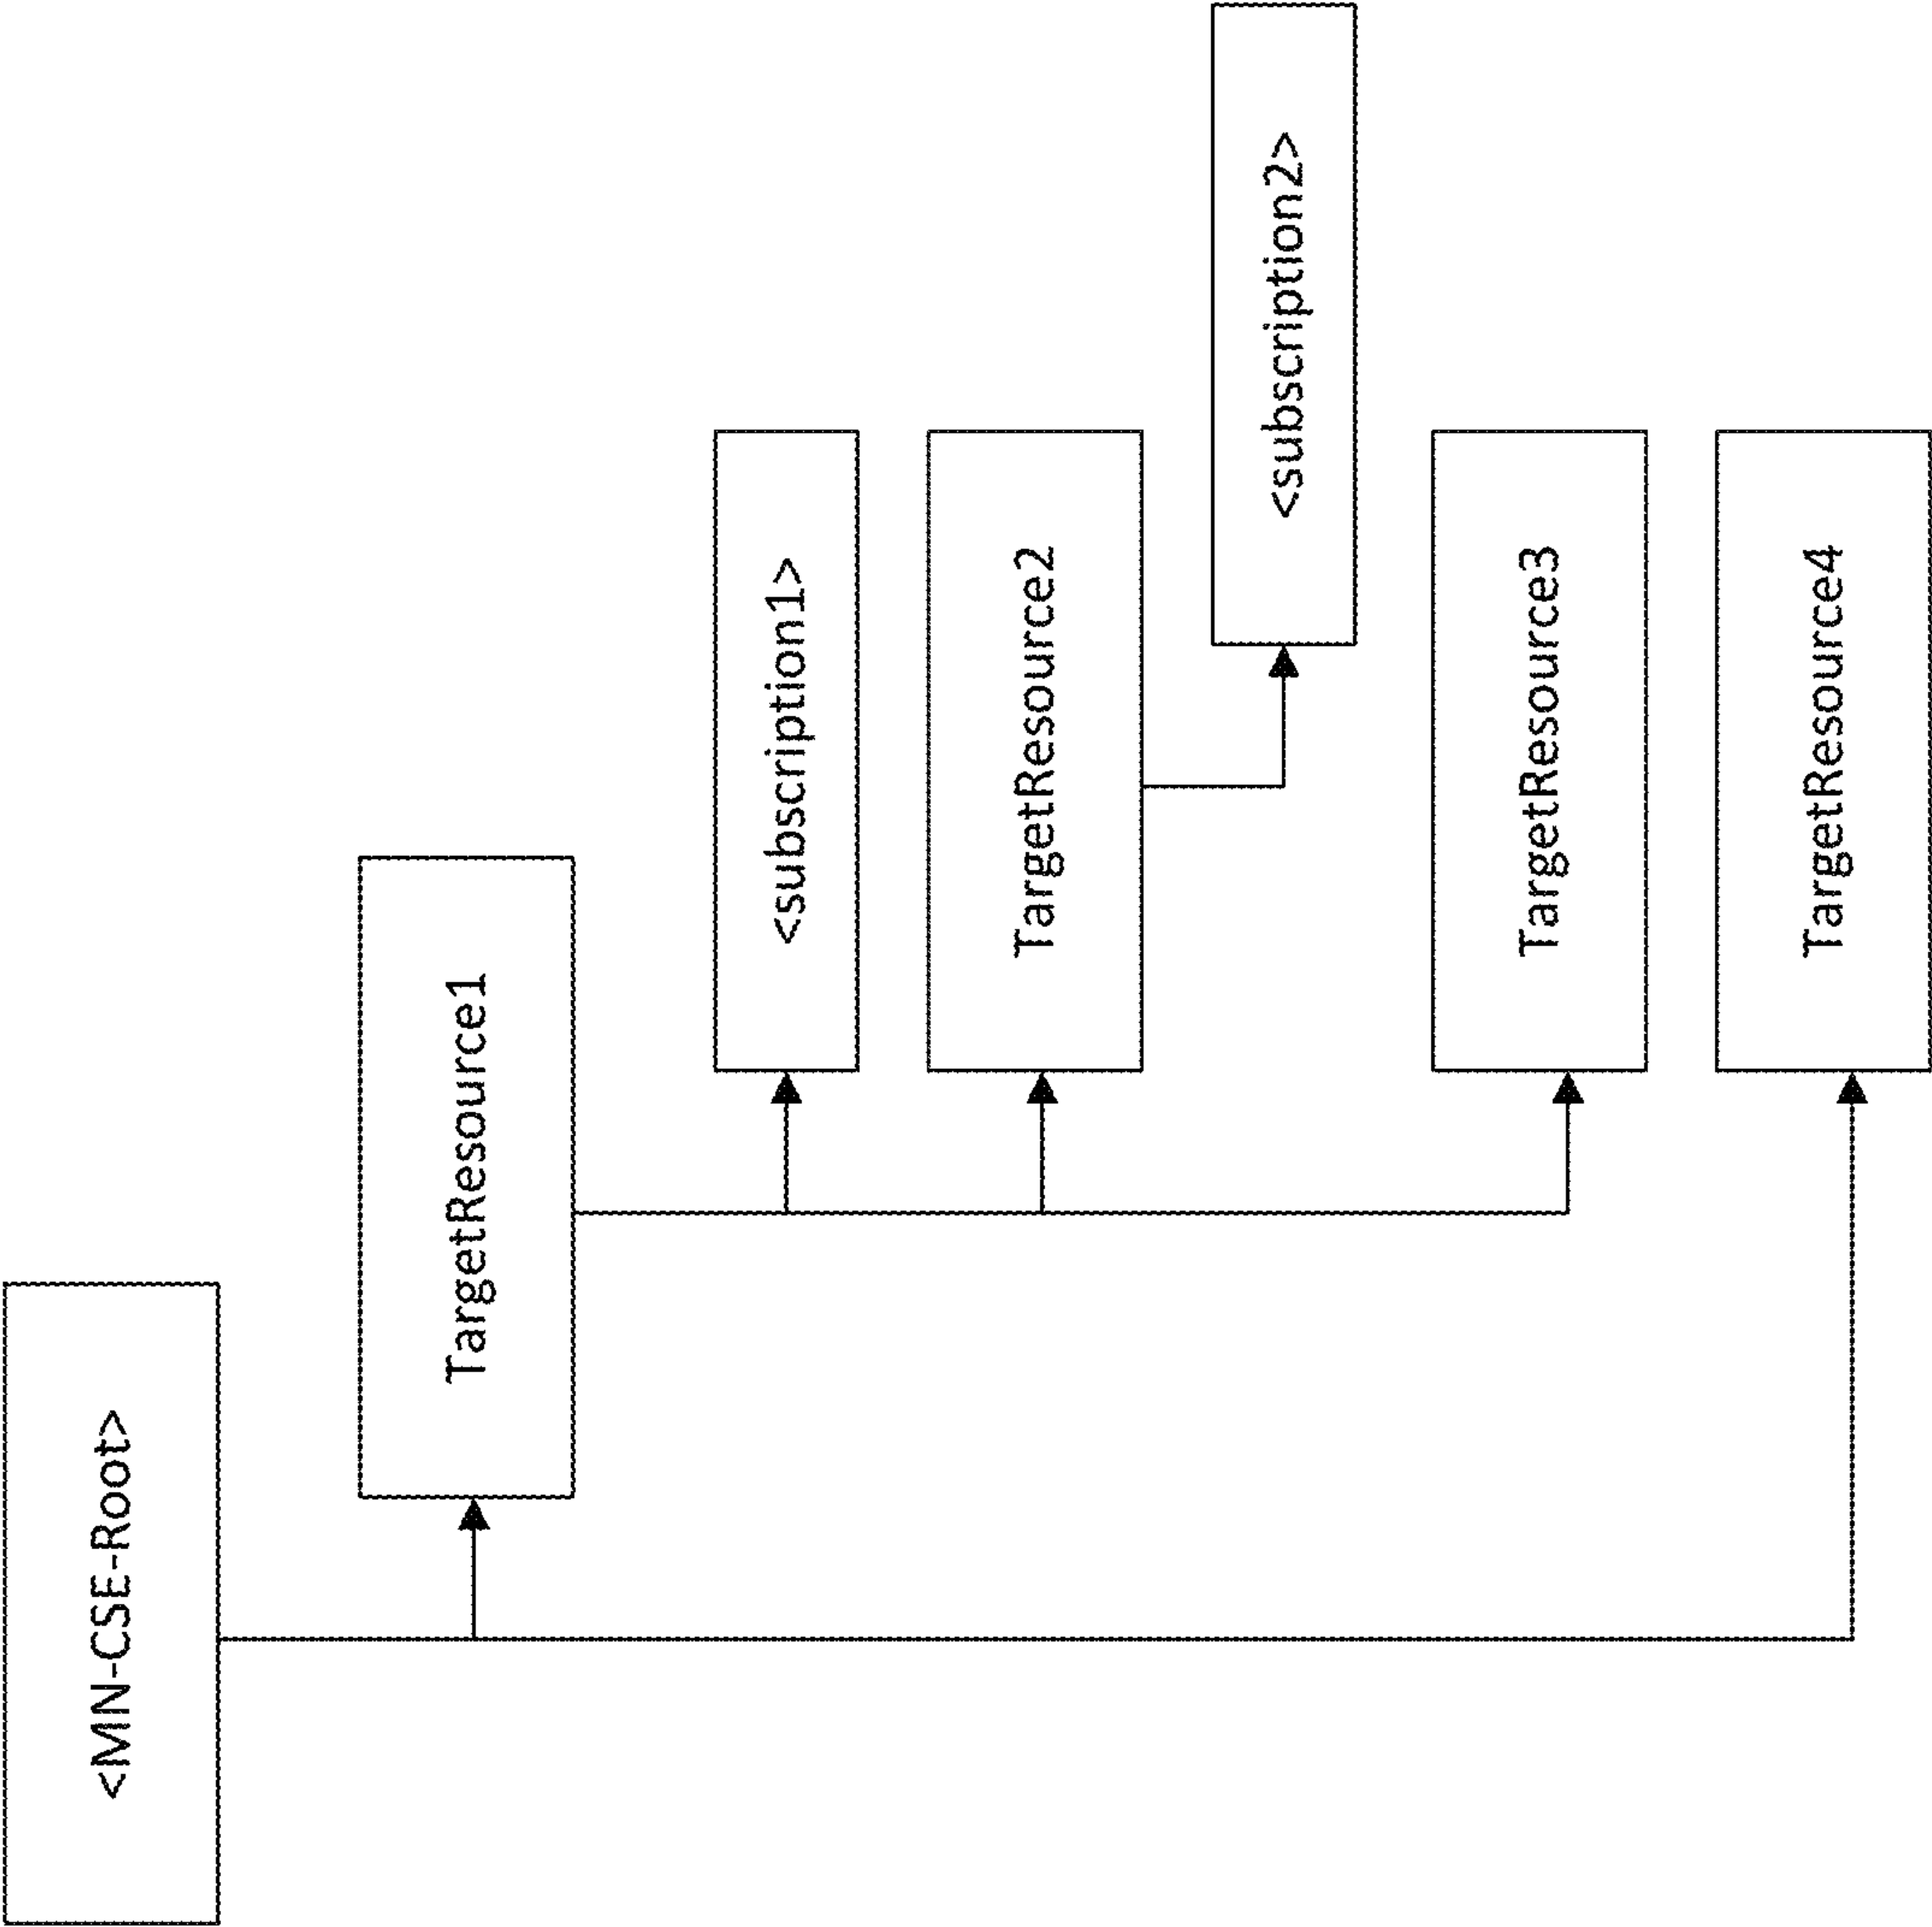 <MN-CSE-Root>
TargetResource1
<subscription1>
TargetResource2
<subscription2>
TargetResource3
TargetResource4